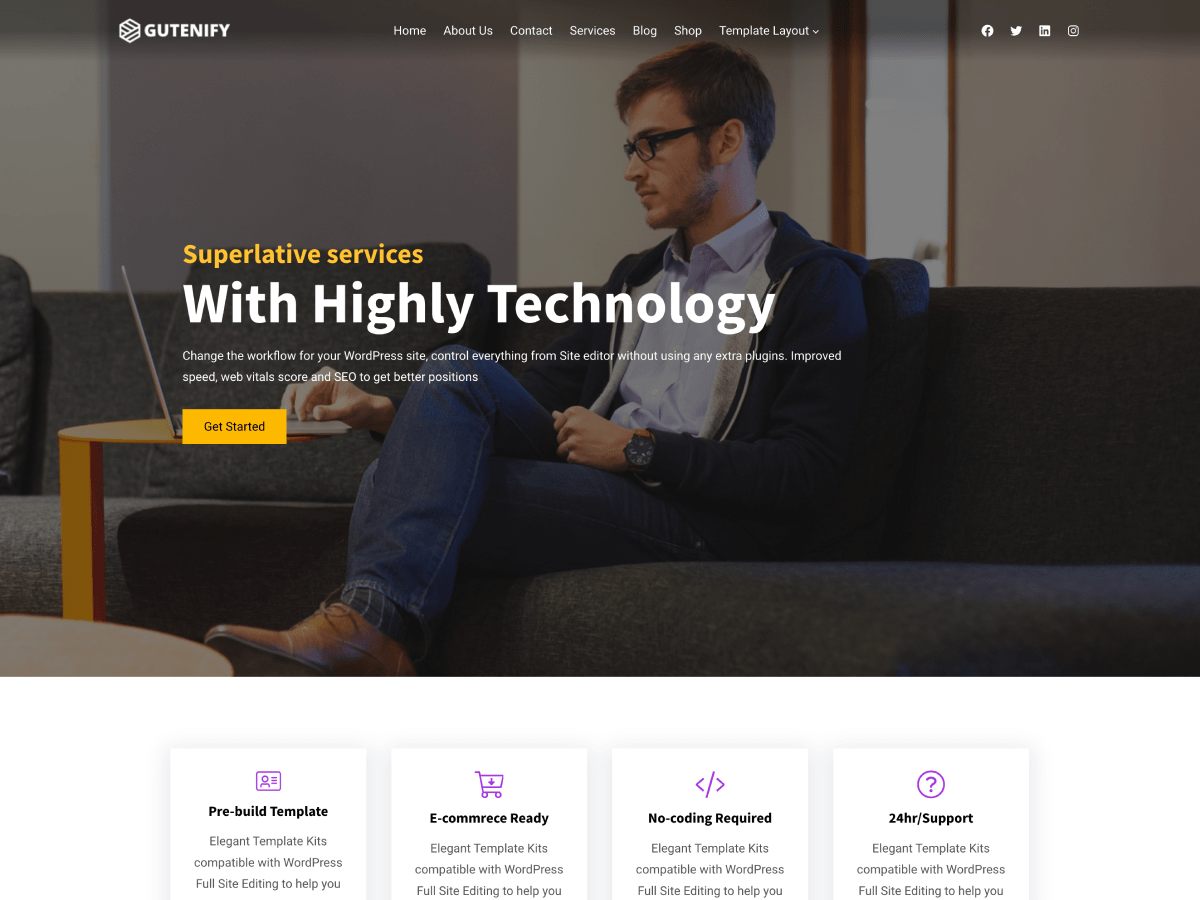 GUTENIFY
Home About Us Contact Services Blog Shop Template Layout
Superlative services
With Highly Technology
Change the workflow for your WordPress site, control everything from Site editor without using any extra plugins. Improved
speed, web vitals score and SEO to get better positions
Get Started
Pre-build Template
Elegant Template Kits
compatible with WordPress
Full Site Editing to help you
E-commrece Ready
Elegant Template Kits
compatible with WordPress
Full Site Editing to help you
No-coding Required
Elegant Template Kits
compatible with WordPress
Full Site Editing to help you
24hr/Support
Elegant Template Kits
compatible with WordPress
Full Site Editing to help you